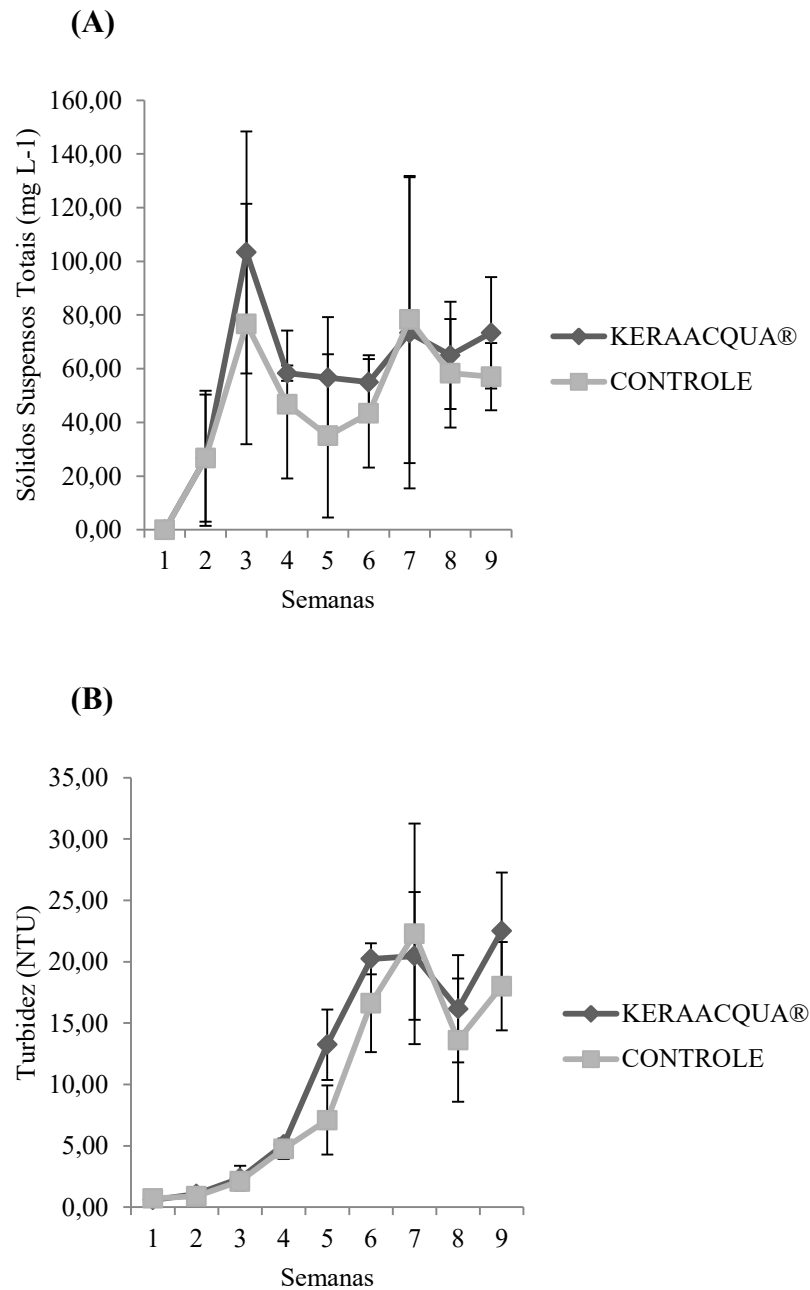 (A)
Sólidos Suspensos Totais (mg L-1)
160,00
140,00
120,00
100,00
80,00
60,00
40,00
20,00
0,00
1 2 3 4 5 6 7 8 9
Semanas
KERAACQUA®
CONTROLE
(B)
Turbidez (NTU)
35,00
30,00
25,00
20,00
15,00
10,00
5,00
0,00
1 2 3 4 5 6 7 8 9
Semanas
KERAACQUA®
CONTROLE